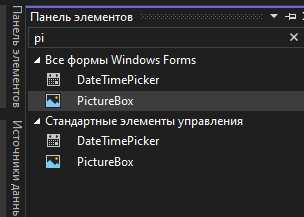 Панель элементов
pi
Все формы Windows Forms
DateTimePicker
PictureBox
Стандартные элементы управления
DateTimePicker
PictureBox
Панель элементов
Источники